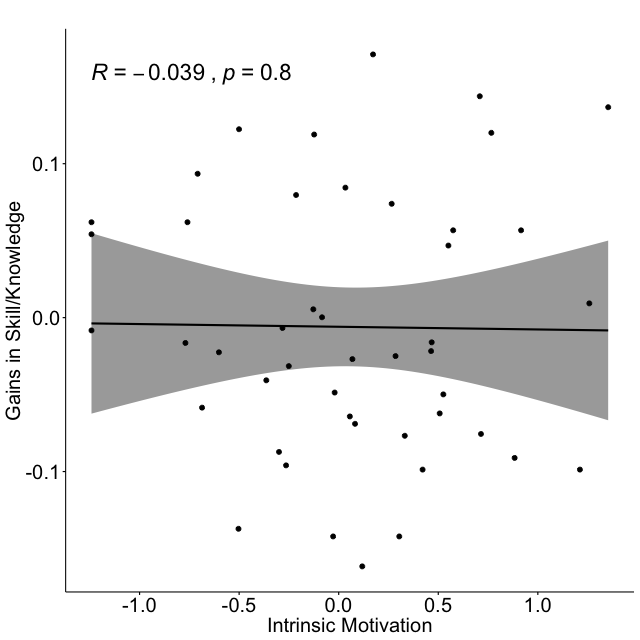 R = −0.039 , p = 0.8
Gains in Skill/Knowledge
0.1
0.0
-0.1
-1.0 -0.5 0.0 0.5 1.0
Intrinsic Motivation